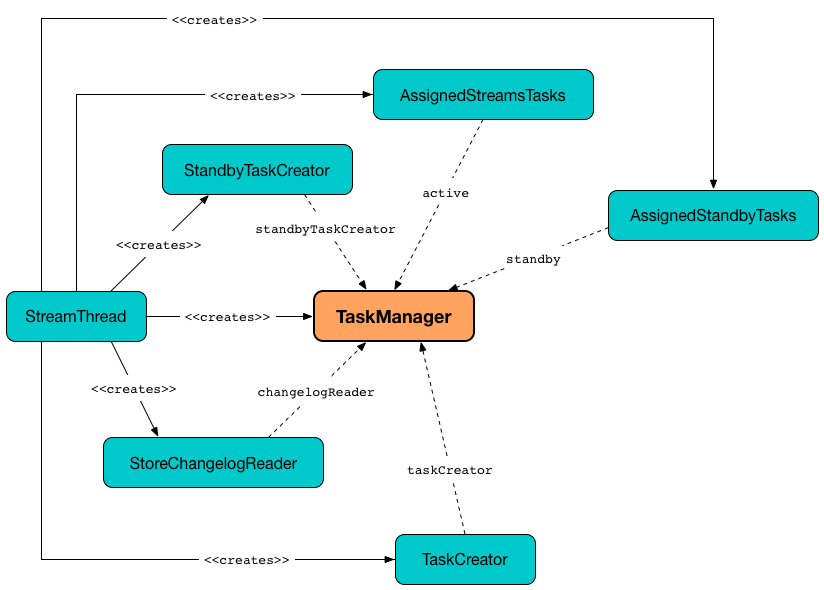 <<creates>>
<<creates>>
AssignedStreamsTasks
StandbyTaskCreator
active
AssignedStandbyTasks
standbyTaskCreator
<<creates>>
standby
StreamThread
<<creates>>
TaskManager
<<creates>>
changelogReader
StoreChangelogReader
taskCreator
<<creates>>
TaskCreator